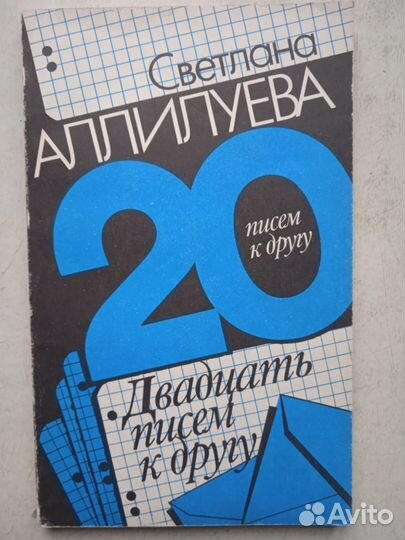 Светлана
АЛЛИЛУЕВА
20
писем
к другу
Двадцать
писем
к другу
Avito